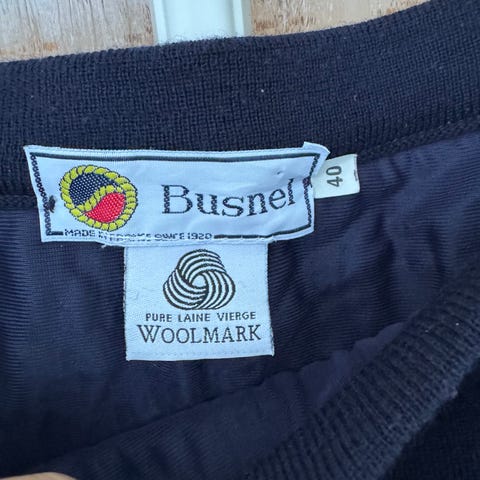 Busnel
40
MADE IN FRANCE SINCE 1920
PURE LAINE VIERGE
WOOLMARK